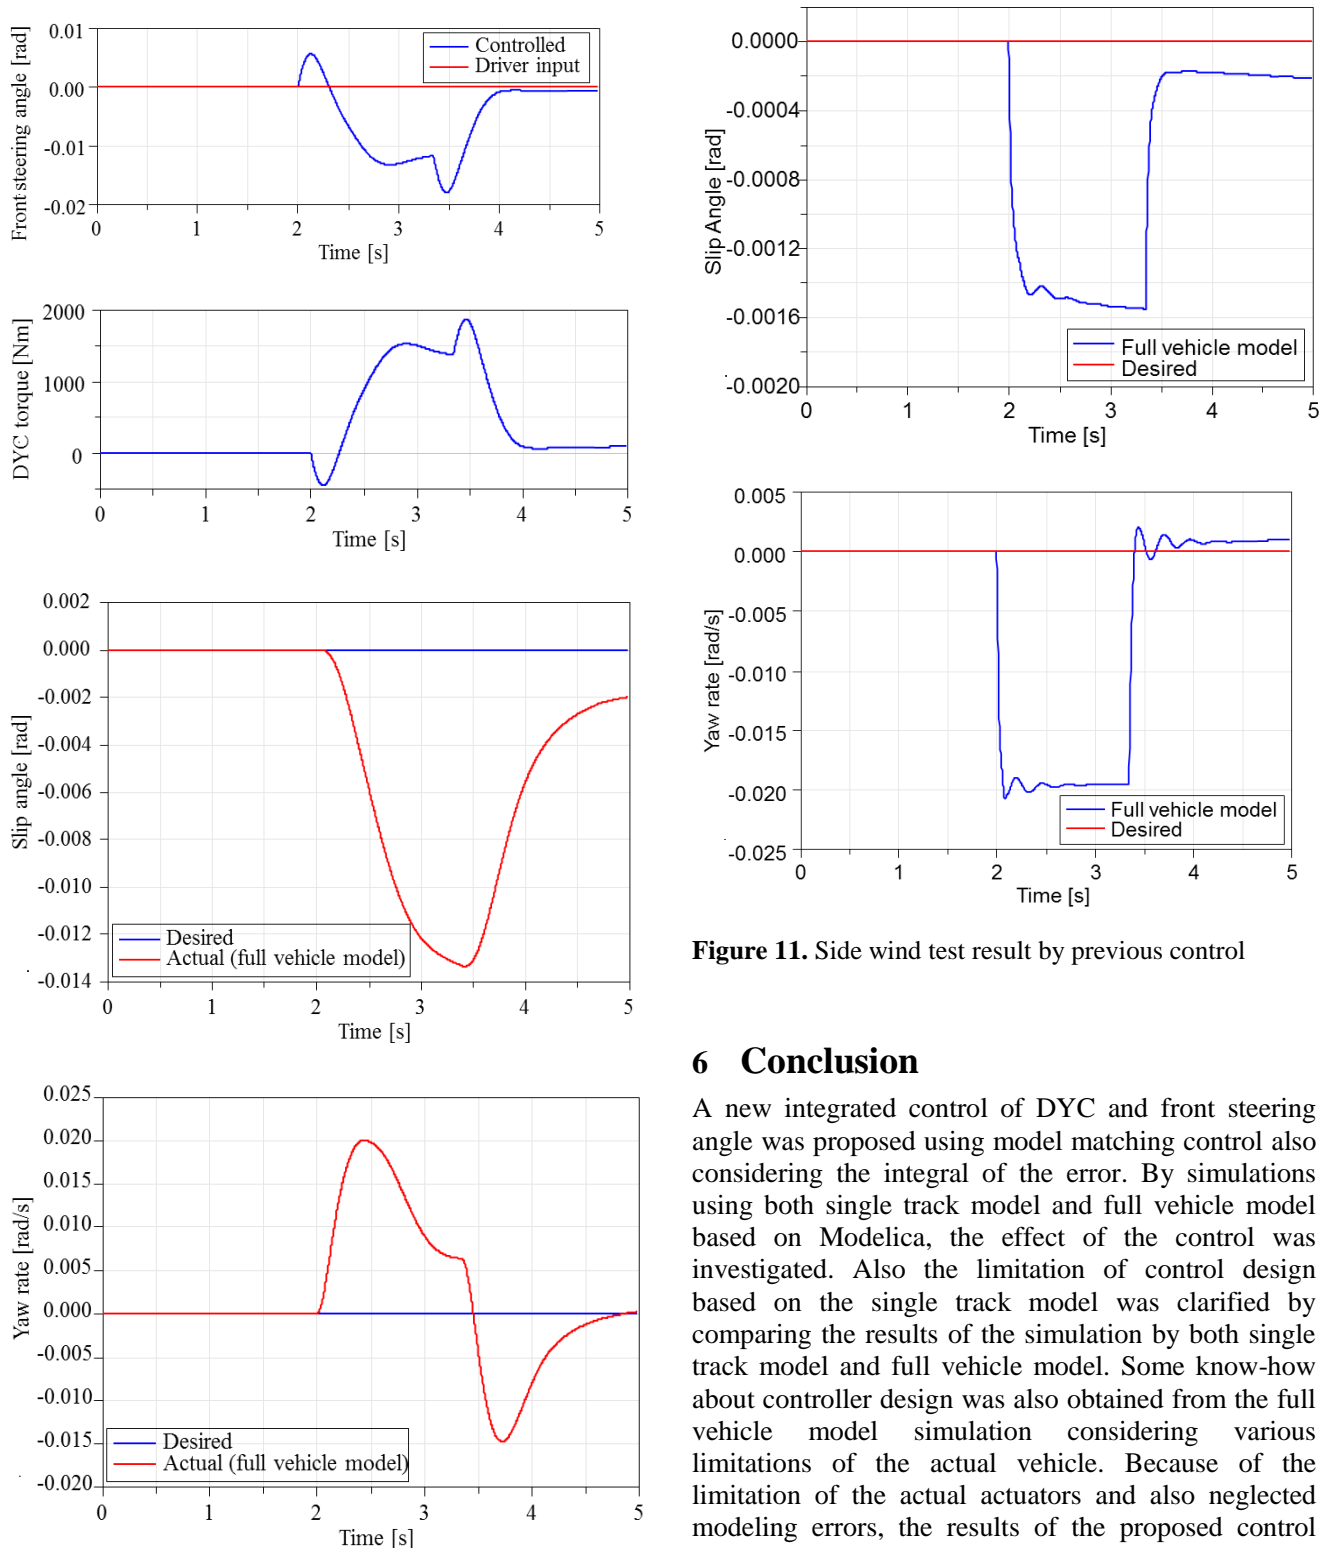 0.01
0.00
-0.01
-0.02
Front steering angle [rad]
Controlled
Driver input
0 1 2 3 4 5
Time [s]
2000
1000
0
DYC torque [Nm]
0 1 2 3 4 5
Time [s]
0.002
0.000
-0.002
-0.004
-0.006
-0.008
-0.010
-0.012
-0.014
Slip angle [rad]
Desired
Actual (full vehicle model)
0 1 2 3 4 5
Time [s]
0.025
0.020
0.015
0.010
0.005
0.000
-0.005
-0.010
-0.015
-0.020
Yaw rate [rad/s]
Desired
Actual (full vehicle model)
0 1 2 3 4 5
Time [s]
0.0000
-0.0004
-0.0008
-0.0012
-0.0016
-0.0020
Slip Angle [rad]
Full vehicle model
Desired
0 1 2 3 4 5
Time [s]
0.005
0.000
-0.005
-0.010
-0.015
-0.020
-0.025
Yaw rate [rad/s]
Full vehicle model
Desired
0 1 2 3 4 5
Time [s]
Figure 11. Side wind test result by previous control
6 Conclusion
A new integrated control of DYC and front steering
angle was proposed using model matching control also
considering the integral of the error. By simulations
using both single track model and full vehicle model
based on Modelica, the effect of the control was
investigated. Also the limitation of control design
based on the single track model was clarified by
comparing the results of the simulation by both single
track model and full vehicle model. Some know-how
about controller design was also obtained from the full
vehicle model simulation considering various
limitations of the actual vehicle. Because of the
limitation of the actual actuators and also neglected
modeling errors, the results of the proposed control